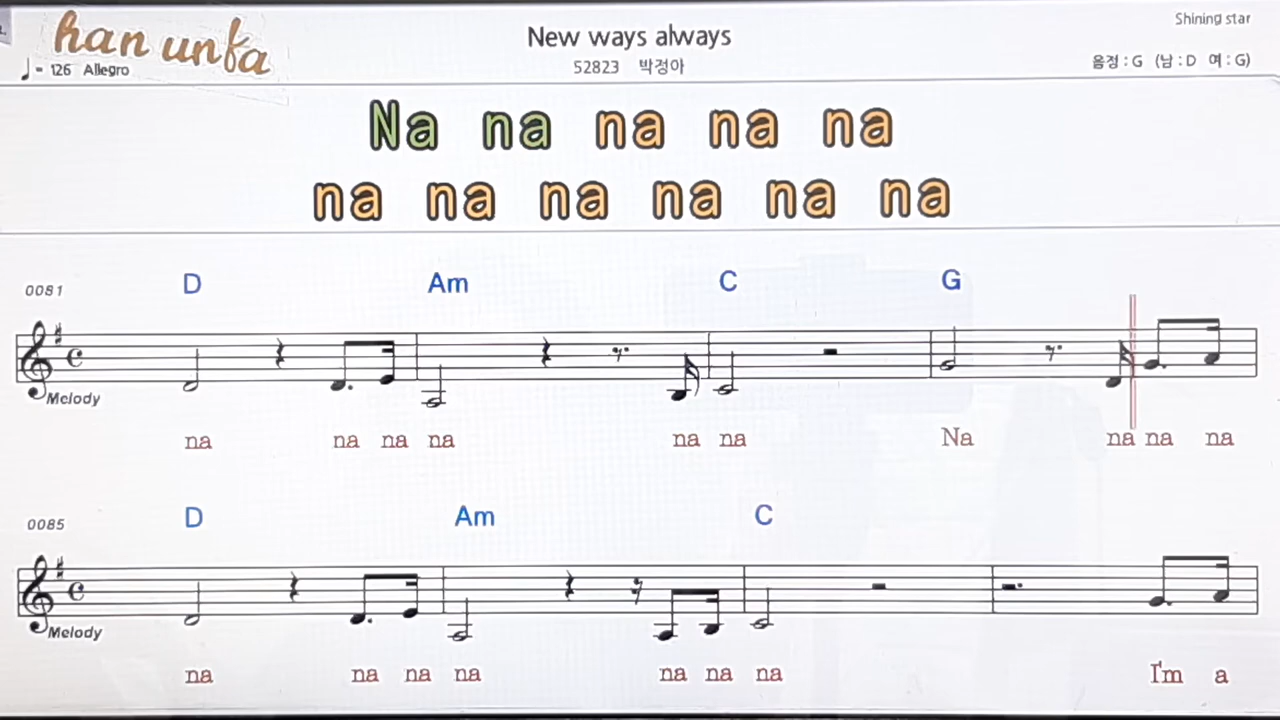 han unfa
♩= 126 Allegro
New ways always
52823 박정아
Shining star
음정 : G (남 : D 여 : G)
Na na na na na
na na na na na na
0081
D Am C G
Melody
na na na na na na Na na na na
0085
D Am C
Melody
na na na na na na na I'm a